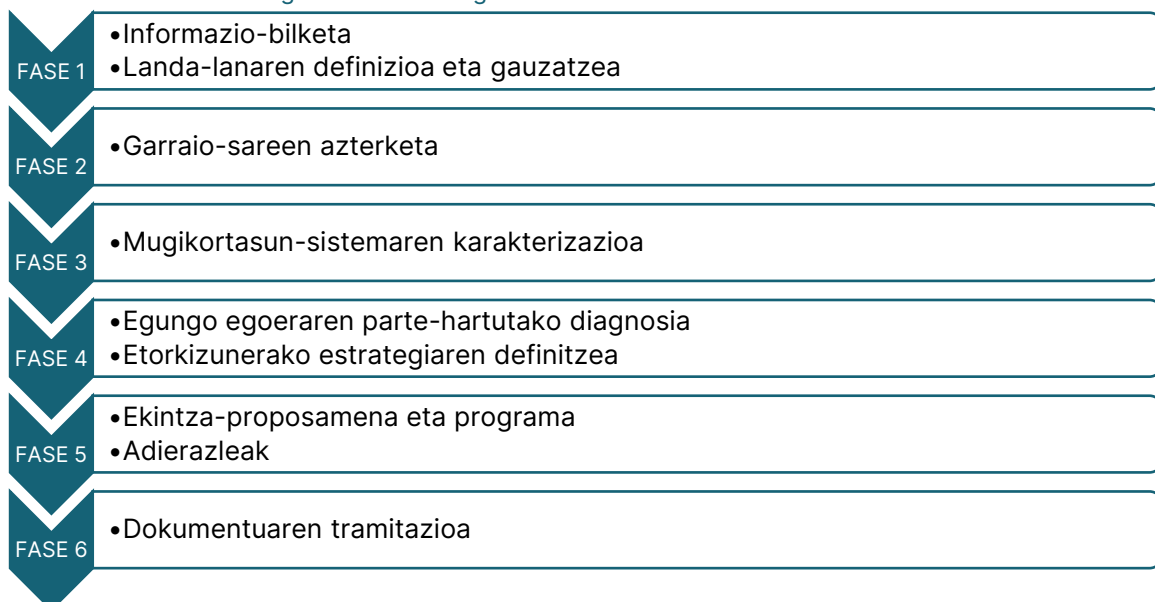 FASE 1
•Informazio-bilketa
•Landa-lanaren definizioa eta gauzatzea
FASE 2
•Garraio-sareen azterketa
FASE 3
•Mugikortasun-sistemaren karakterizazioa
FASE 4
•Egungo egoeraren parte-hartutako diagnosia
•Etorkizunerako estrategiaren definitzea
FASE 5
•Ekintza-proposamena eta programa
•Adierazleak
FASE 6
•Dokumentuaren tramitazioa